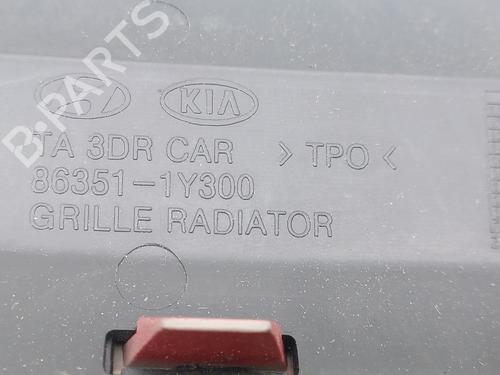 KIA
TA 3DR CAR > TPO <
86351-1Y300
GRILLE RADIATOR
B-PARTS